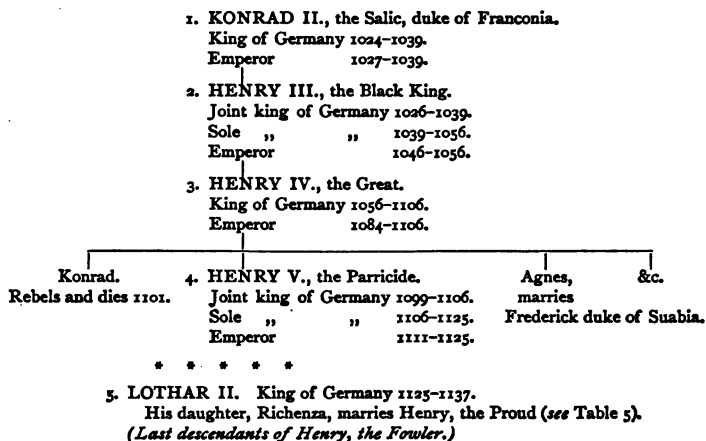 1. KONRAD II., the Salic, duke of Franconia.
King of Germany 1024–1039.
Emperor 1027–1039.
2. HENRY III., the Black King.
Joint king of Germany 1026–1039.
Sole ,, ,, 1039–1056.
Emperor 1046–1056.
3. HENRY IV., the Great.
King of Germany 1056–1106.
Emperor 1084–1106.
Konrad.
Rebels and dies 1101.
4. HENRY V., the Parricide.
Joint king of Germany 1099–1106.
Sole ,, ,, 1106–1125.
Emperor 1111–1125.
Agnes,
marries
Frederick duke of Suabia.
&c.
* * * * *
5. LOTHAR II. King of Germany 1125–1137.
His daughter, Richenza, marries Henry, the Proud (see Table 5).
(Last descendants of Henry, the Fowler.)